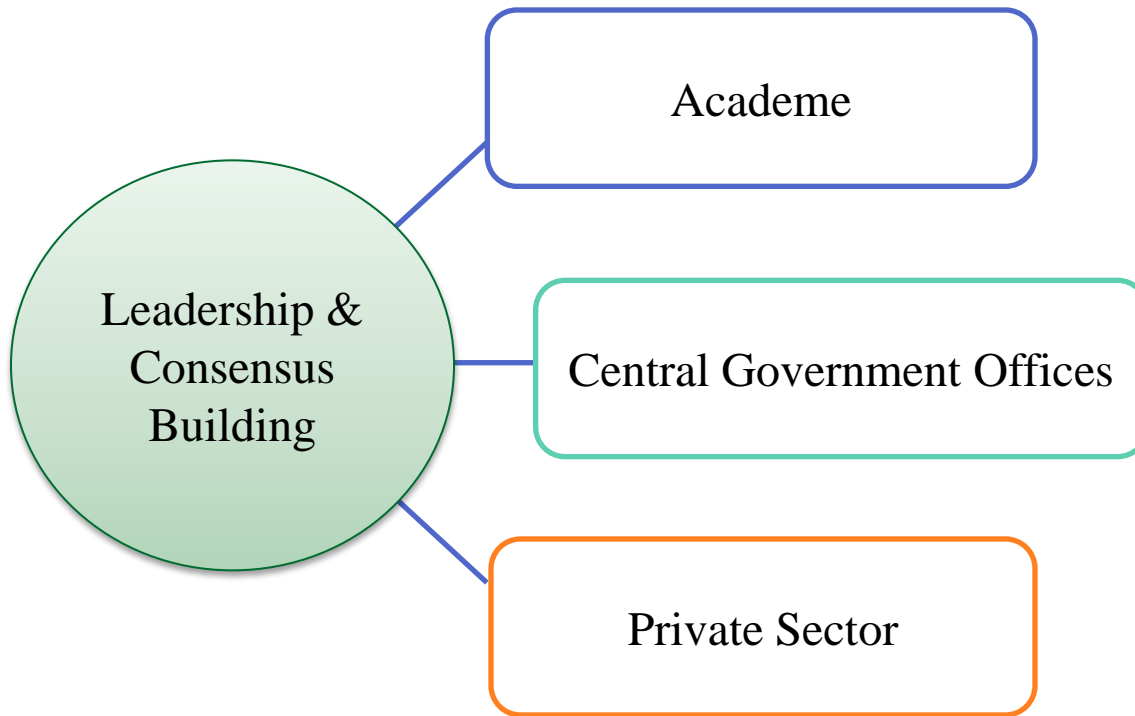 Academe
Leadership &
Consensus
Building
Central Government Offices
Private Sector